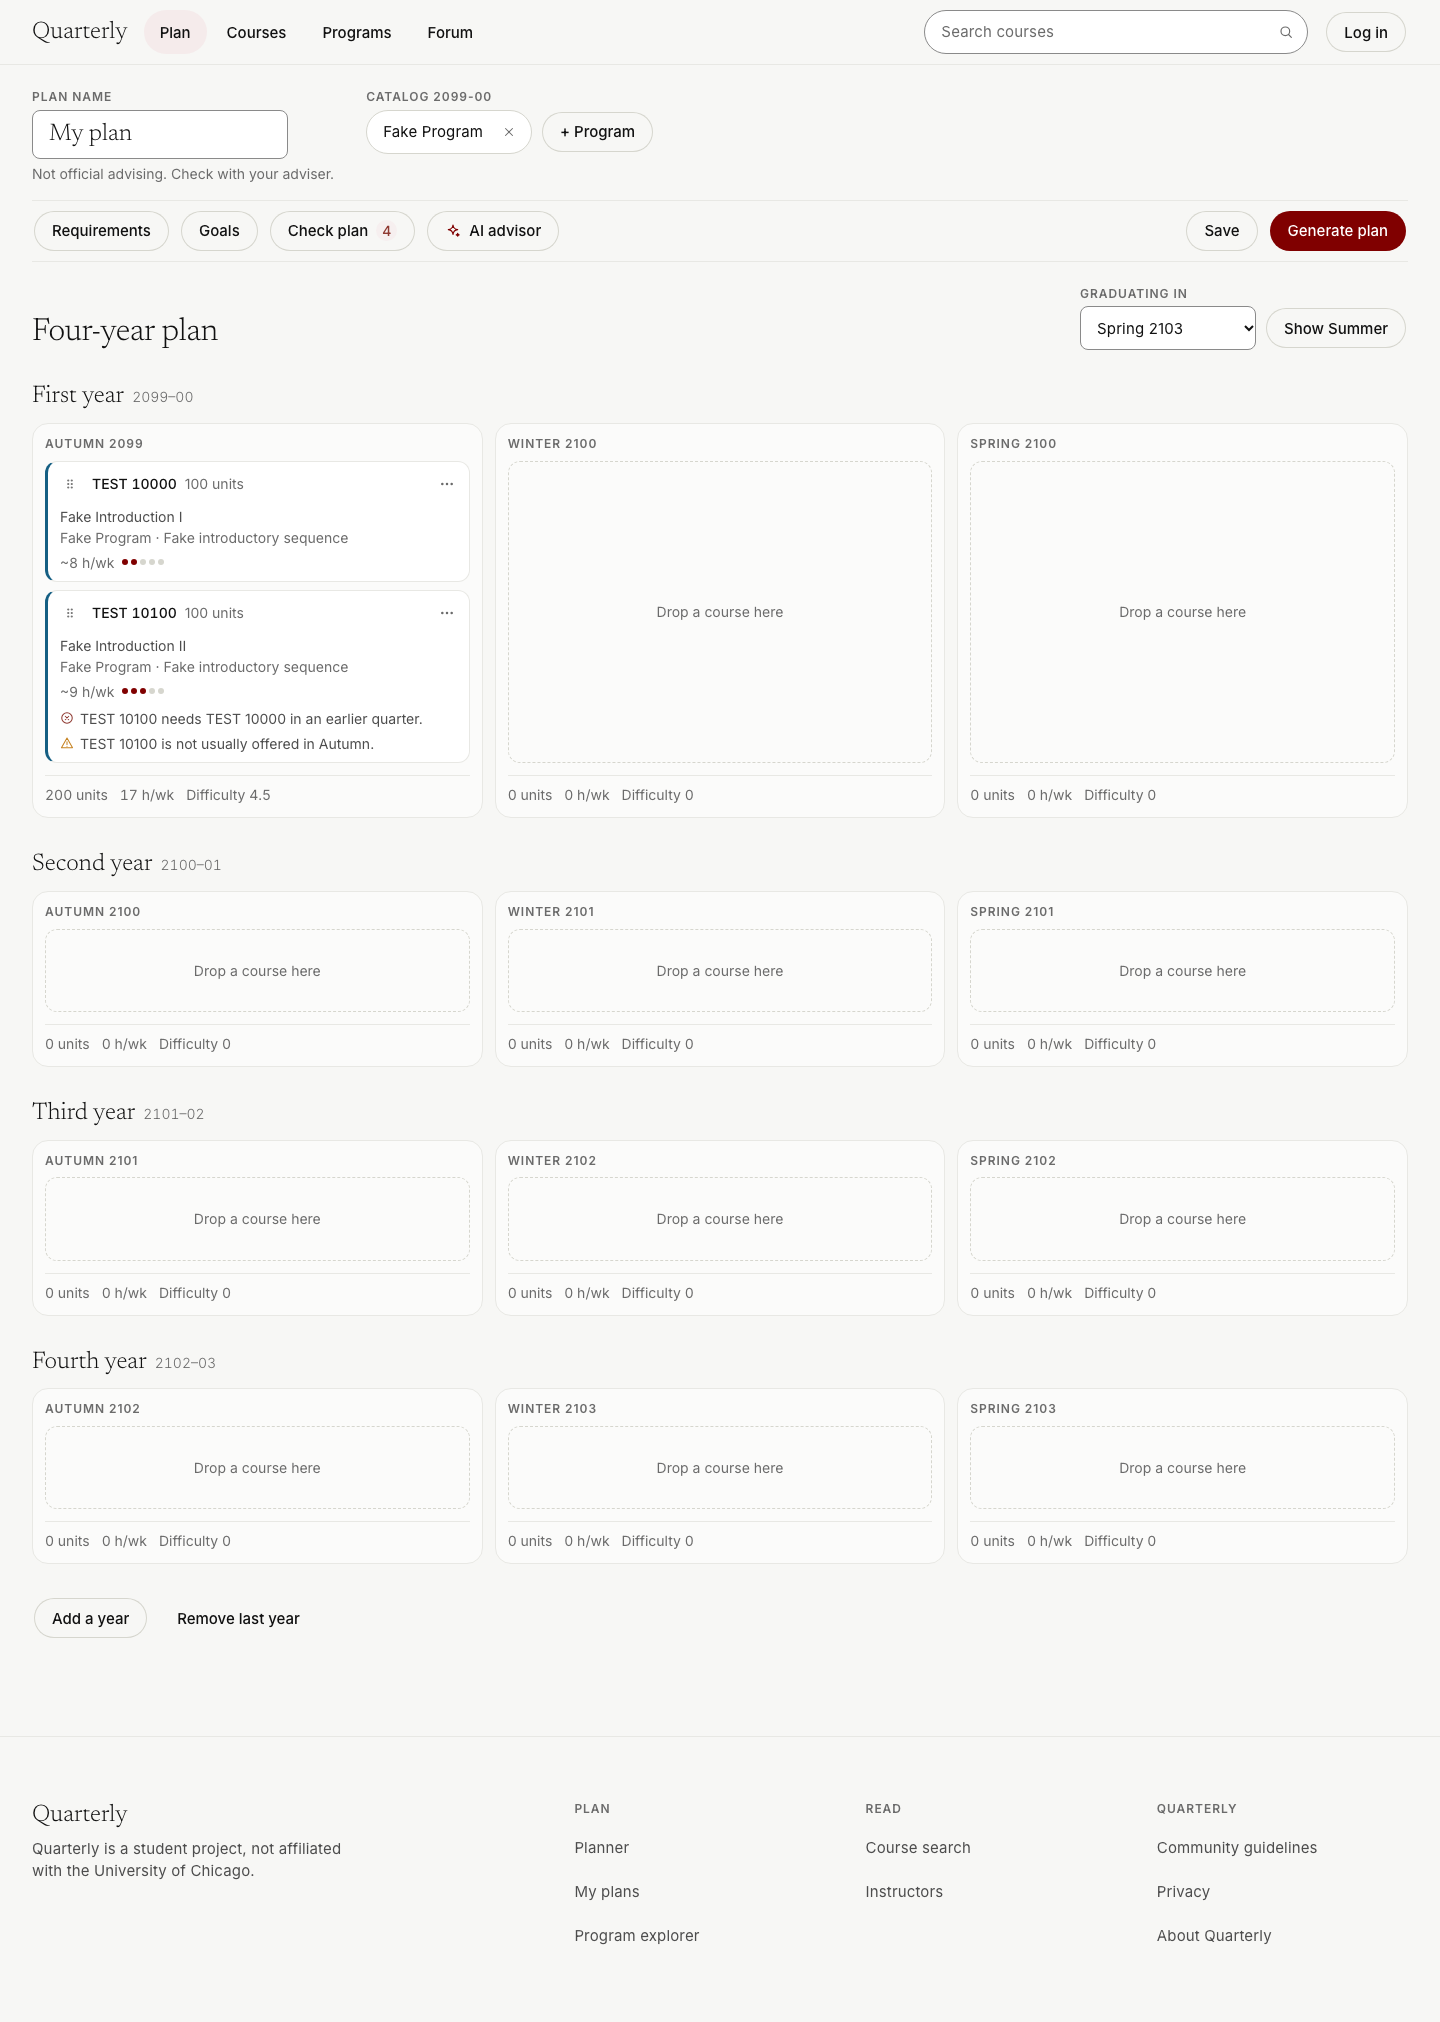 Quarterly
Plan
Courses
Programs
Forum
Search courses
Log in
PLAN NAME
My plan
Not official advising. Check with your adviser.
CATALOG 2099-00
Fake Program
+ Program
Requirements
Goals
Check plan 4
AI advisor
Save
Generate plan
Four-year plan
GRADUATING IN
Spring 2103
Show Summer
First year 2099–00
AUTUMN 2099
TEST 10000 100 units
Fake Introduction I
Fake Program · Fake introductory sequence
~8 h/wk
TEST 10100 100 units
Fake Introduction II
Fake Program · Fake introductory sequence
~9 h/wk
TEST 10100 needs TEST 10000 in an earlier quarter.
TEST 10100 is not usually offered in Autumn.
200 units 17 h/wk Difficulty 4.5
WINTER 2100
Drop a course here
0 units 0 h/wk Difficulty 0
SPRING 2100
Drop a course here
0 units 0 h/wk Difficulty 0
Second year 2100–01
AUTUMN 2100
Drop a course here
0 units 0 h/wk Difficulty 0
WINTER 2101
Drop a course here
0 units 0 h/wk Difficulty 0
SPRING 2101
Drop a course here
0 units 0 h/wk Difficulty 0
Third year 2101–02
AUTUMN 2101
Drop a course here
0 units 0 h/wk Difficulty 0
WINTER 2102
Drop a course here
0 units 0 h/wk Difficulty 0
SPRING 2102
Drop a course here
0 units 0 h/wk Difficulty 0
Fourth year 2102–03
AUTUMN 2102
Drop a course here
0 units 0 h/wk Difficulty 0
WINTER 2103
Drop a course here
0 units 0 h/wk Difficulty 0
SPRING 2103
Drop a course here
0 units 0 h/wk Difficulty 0
Add a year
Remove last year
Quarterly
Quarterly is a student project, not affiliated
with the University of Chicago.
PLAN
Planner
My plans
Program explorer
READ
Course search
Instructors
QUARTERLY
Community guidelines
Privacy
About Quarterly